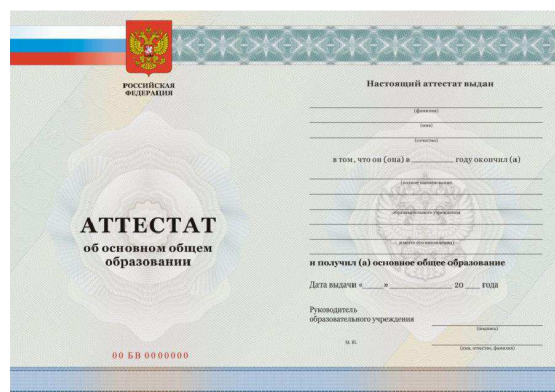 РОССИЙСКАЯ
ФЕДЕРАЦИЯ
АТТЕСТАТ
об основном общем
образовании
00 БВ 0000000
Настоящий аттестат выдан
(фамилия)
(имя)
(отчество)
в том, что он (она) в ________ году окончил (а)
(полное наименование
образовательного учреждения
и место его нахождения)
и получил (а) основное общее образование
Дата выдачи «____» ____________ 20 ___ года
Руководитель
образовательного учреждения
(подпись)
м. п.
(имя, отчество, фамилия)